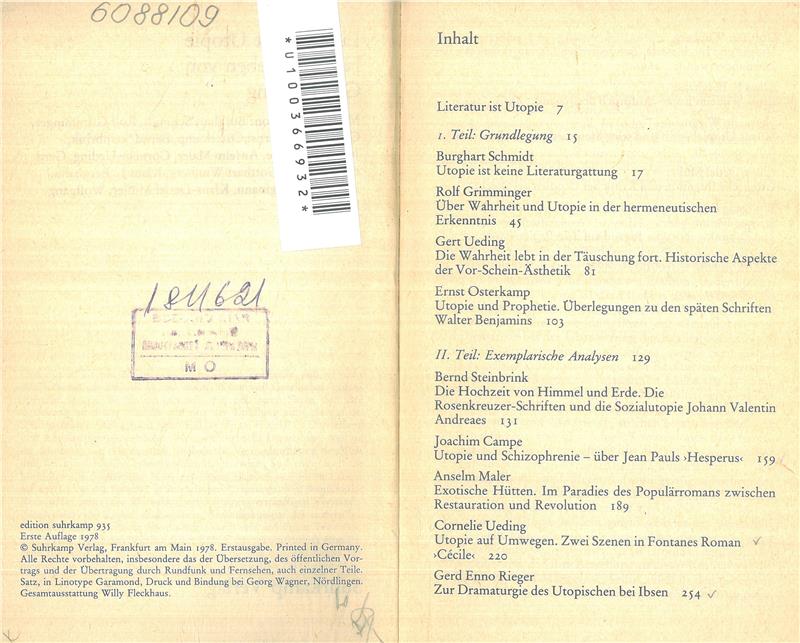 6088109
*U1003669932*
1811621
M O
edition suhrkamp 935
Erste Auflage 1978
© Suhrkamp Verlag, Frankfurt am Main 1978. Erstausgabe. Printed in Germany.
Alle Rechte vorbehalten, insbesondere das der Übersetzung, des öffentlichen Vor-
trags und der Übertragung durch Rundfunk und Fernsehen, auch einzelner Teile.
Satz, in Linotype Garamond, Druck und Bindung bei Georg Wagner, Nördlingen.
Gesamtausstattung Willy Fleckhaus.
Inhalt
Literatur ist Utopie 7
I. Teil: Grundlegung 15
Burghart Schmidt
Utopie ist keine Literaturgattung 17
Rolf Grimminger
Über Wahrheit und Utopie in der hermeneutischen
Erkenntnis 45
Gert Ueding
Die Wahrheit lebt in der Täuschung fort. Historische Aspekte
der Vor-Schein-Ästhetik 81
Ernst Osterkamp
Utopie und Prophetie. Überlegungen zu den späten Schriften
Walter Benjamins 103
II. Teil: Exemplarische Analysen 129
Bernd Steinbrink
Die Hochzeit von Himmel und Erde. Die
Rosenkreuzer-Schriften und die Sozialutopie Johann Valentin
Andreaes 131
Joachim Campe
Utopie und Schizophrenie – über Jean Pauls ›Hesperus‹ 159
Anselm Maler
Exotische Hütten. Im Paradies des Populärromans zwischen
Restauration und Revolution 189
Cornelie Ueding
Utopie auf Umwegen. Zwei Szenen in Fontanes Roman
›Cécile‹ 220
Gerd Enno Rieger
Zur Dramaturgie des Utopischen bei Ibsen 254